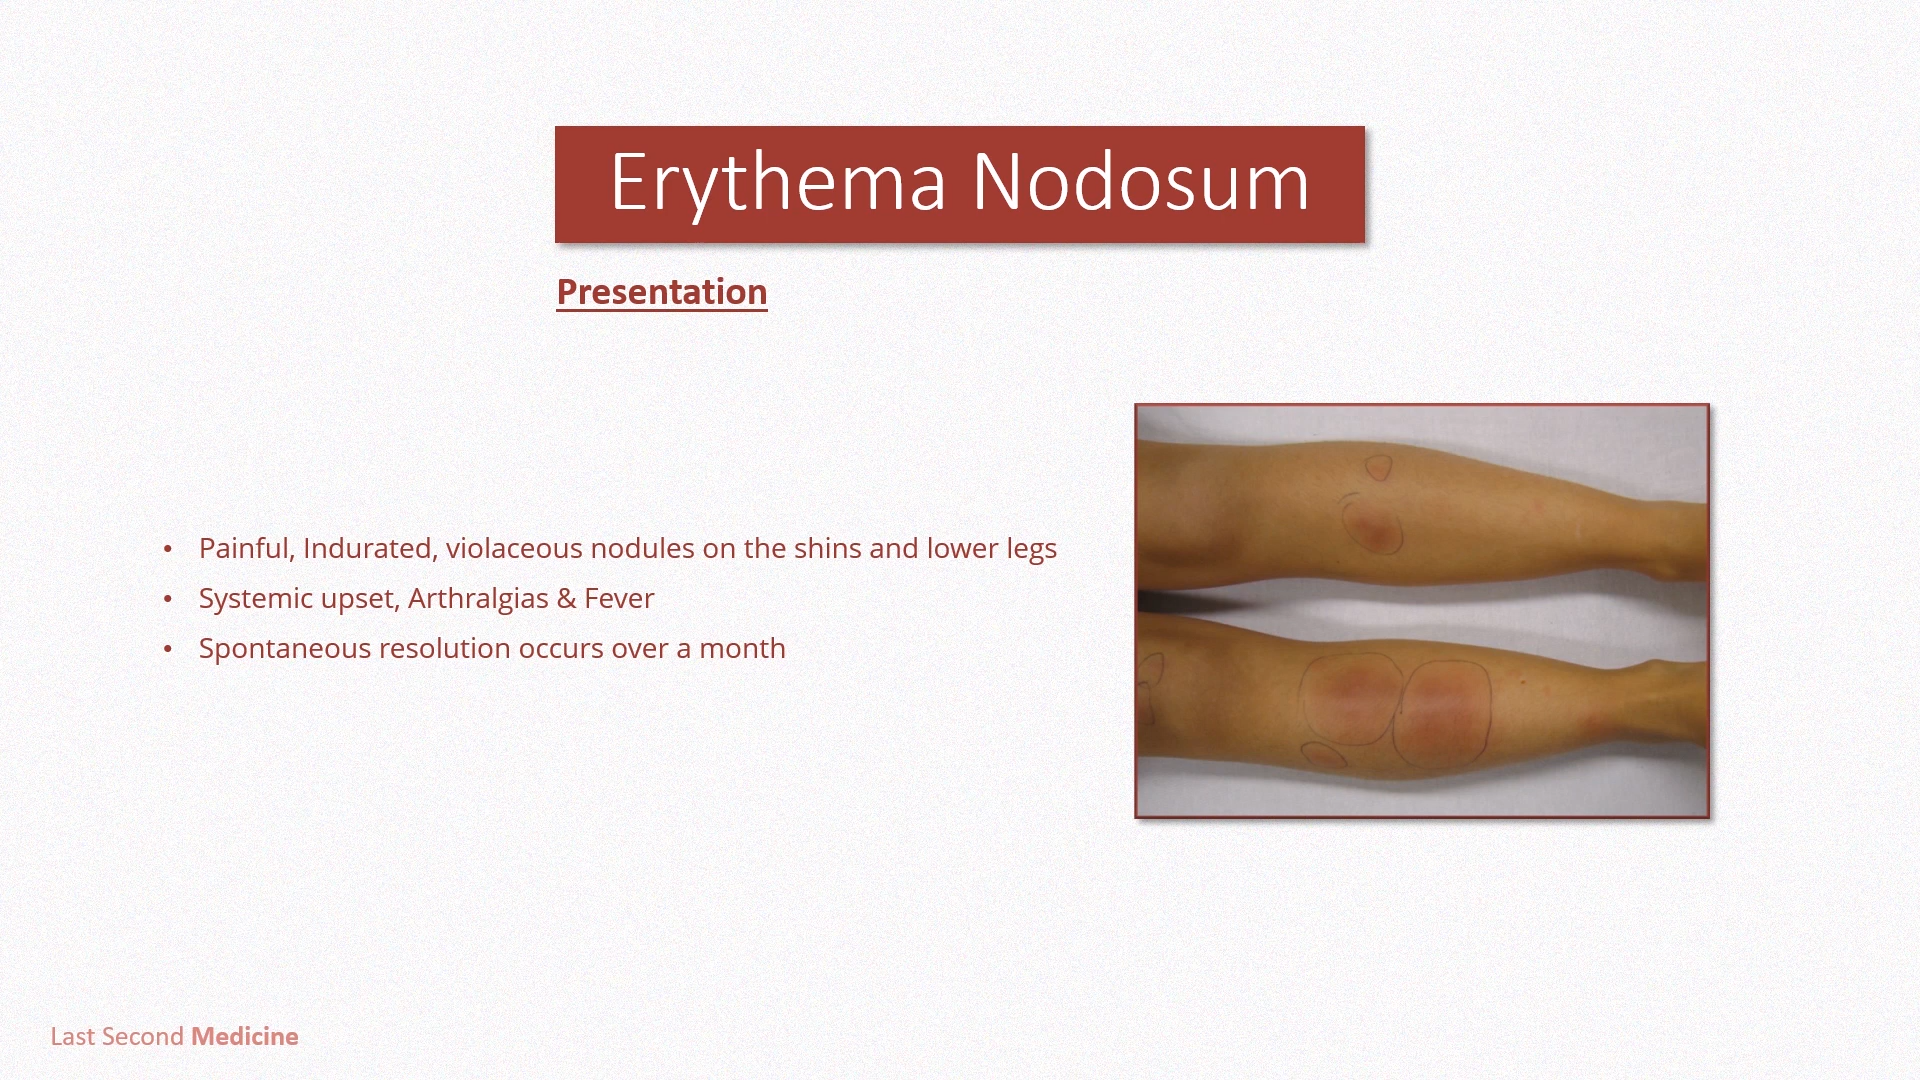 Erythema Nodosum
Presentation
• Painful, Indurated, violaceous nodules on the shins and lower legs
• Systemic upset, Arthralgias & Fever
• Spontaneous resolution occurs over a month
Last Second Medicine